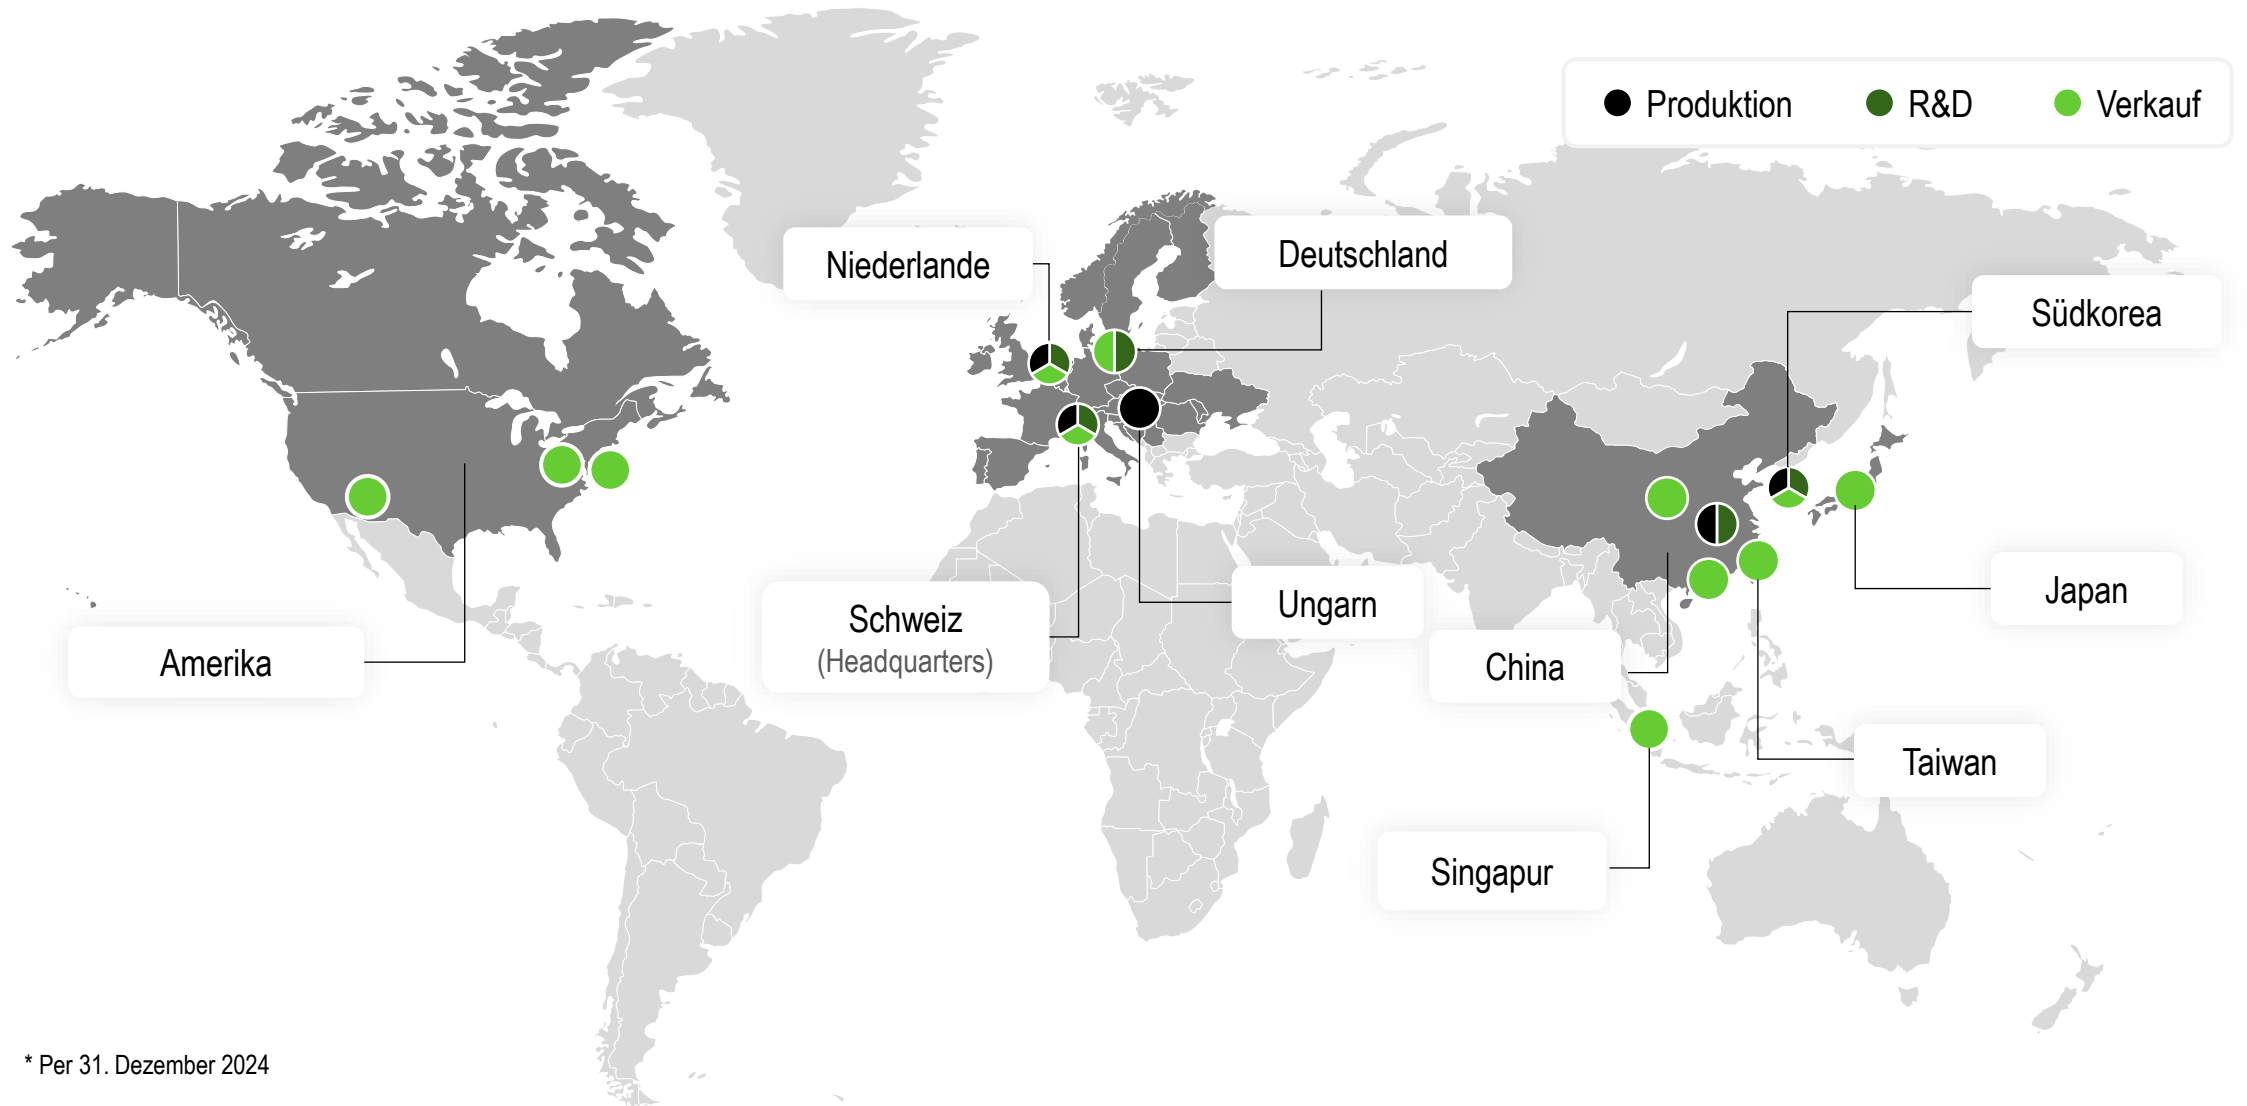 Produktion
R&D
Verkauf
Niederlande
Deutschland
Südkorea
Amerika
Schweiz
(Headquarters)
Ungarn
China
Japan
Taiwan
Singapur
* Per 31. Dezember 2024